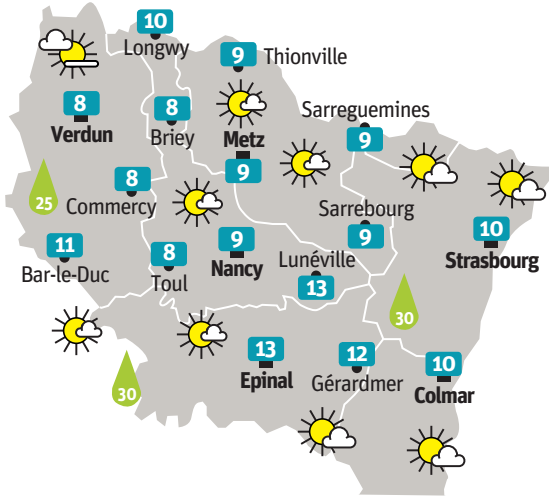 10
Longwy
9
Thionville
8
Verdun
8
Briey
Metz
9
Sarreguemines
9
25
8
Commercy
11
Bar-le-Duc
8
Toul
9
Nancy
Lunéville
13
Sarrebourg
9
10
Strasbourg
30
30
13
Epinal
12
Gérardmer
10
Colmar